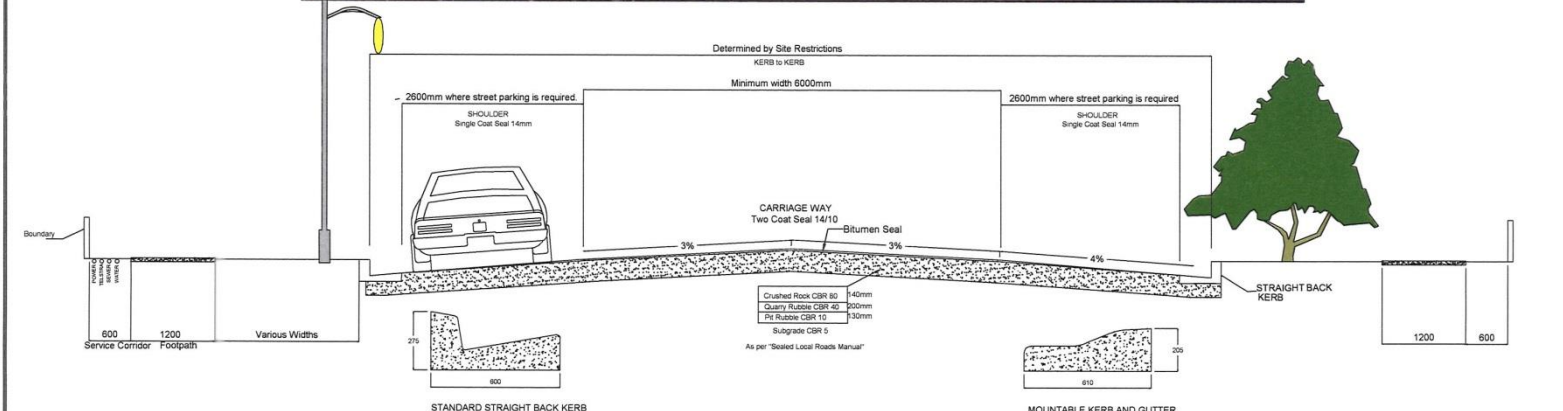 Determined by Site Restrictions
KERB to KERB
Minimum width 6000mm
2600mm where street parking is required.
2600mm where street parking is required
SHOULDER
Single Coat Seal 14mm
SHOULDER
Single Coat Seal 14mm
CARRIAGE WAY
Two Coat Seal 14/10
Bitumen Seal
Boundary
3%
3%
4%
POWER
TELSTRA
SEWER
WATER
STRAIGHT BACK
KERB
Crushed Rock CBR 80 140mm
Quarry Rubble CBR 40 200mm
Pit Rubble CBR 10 130mm
Subgrade CBR 5
As per "Sealed Local Roads Manual"
600 1200 Various Widths
Service Corridor Footpath
1200 600
275
600
205
610
STANDARD STRAIGHT BACK KERB
MOUNTABLE KERB AND GUTTER